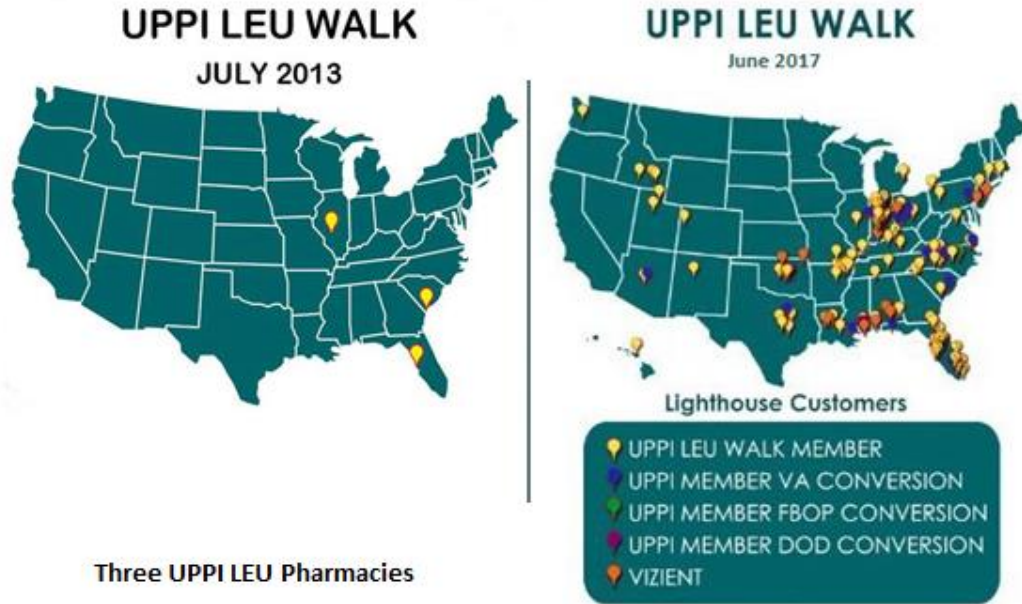 UPPI LEU WALK
JULY 2013
Three UPPI LEU Pharmacies
UPPI LEU WALK
June 2017
Lighthouse Customers
UPPI LEU WALK MEMBER
UPPI MEMBER VA CONVERSION
UPPI MEMBER FBOP CONVERSION
UPPI MEMBER DOD CONVERSION
VIZIENT